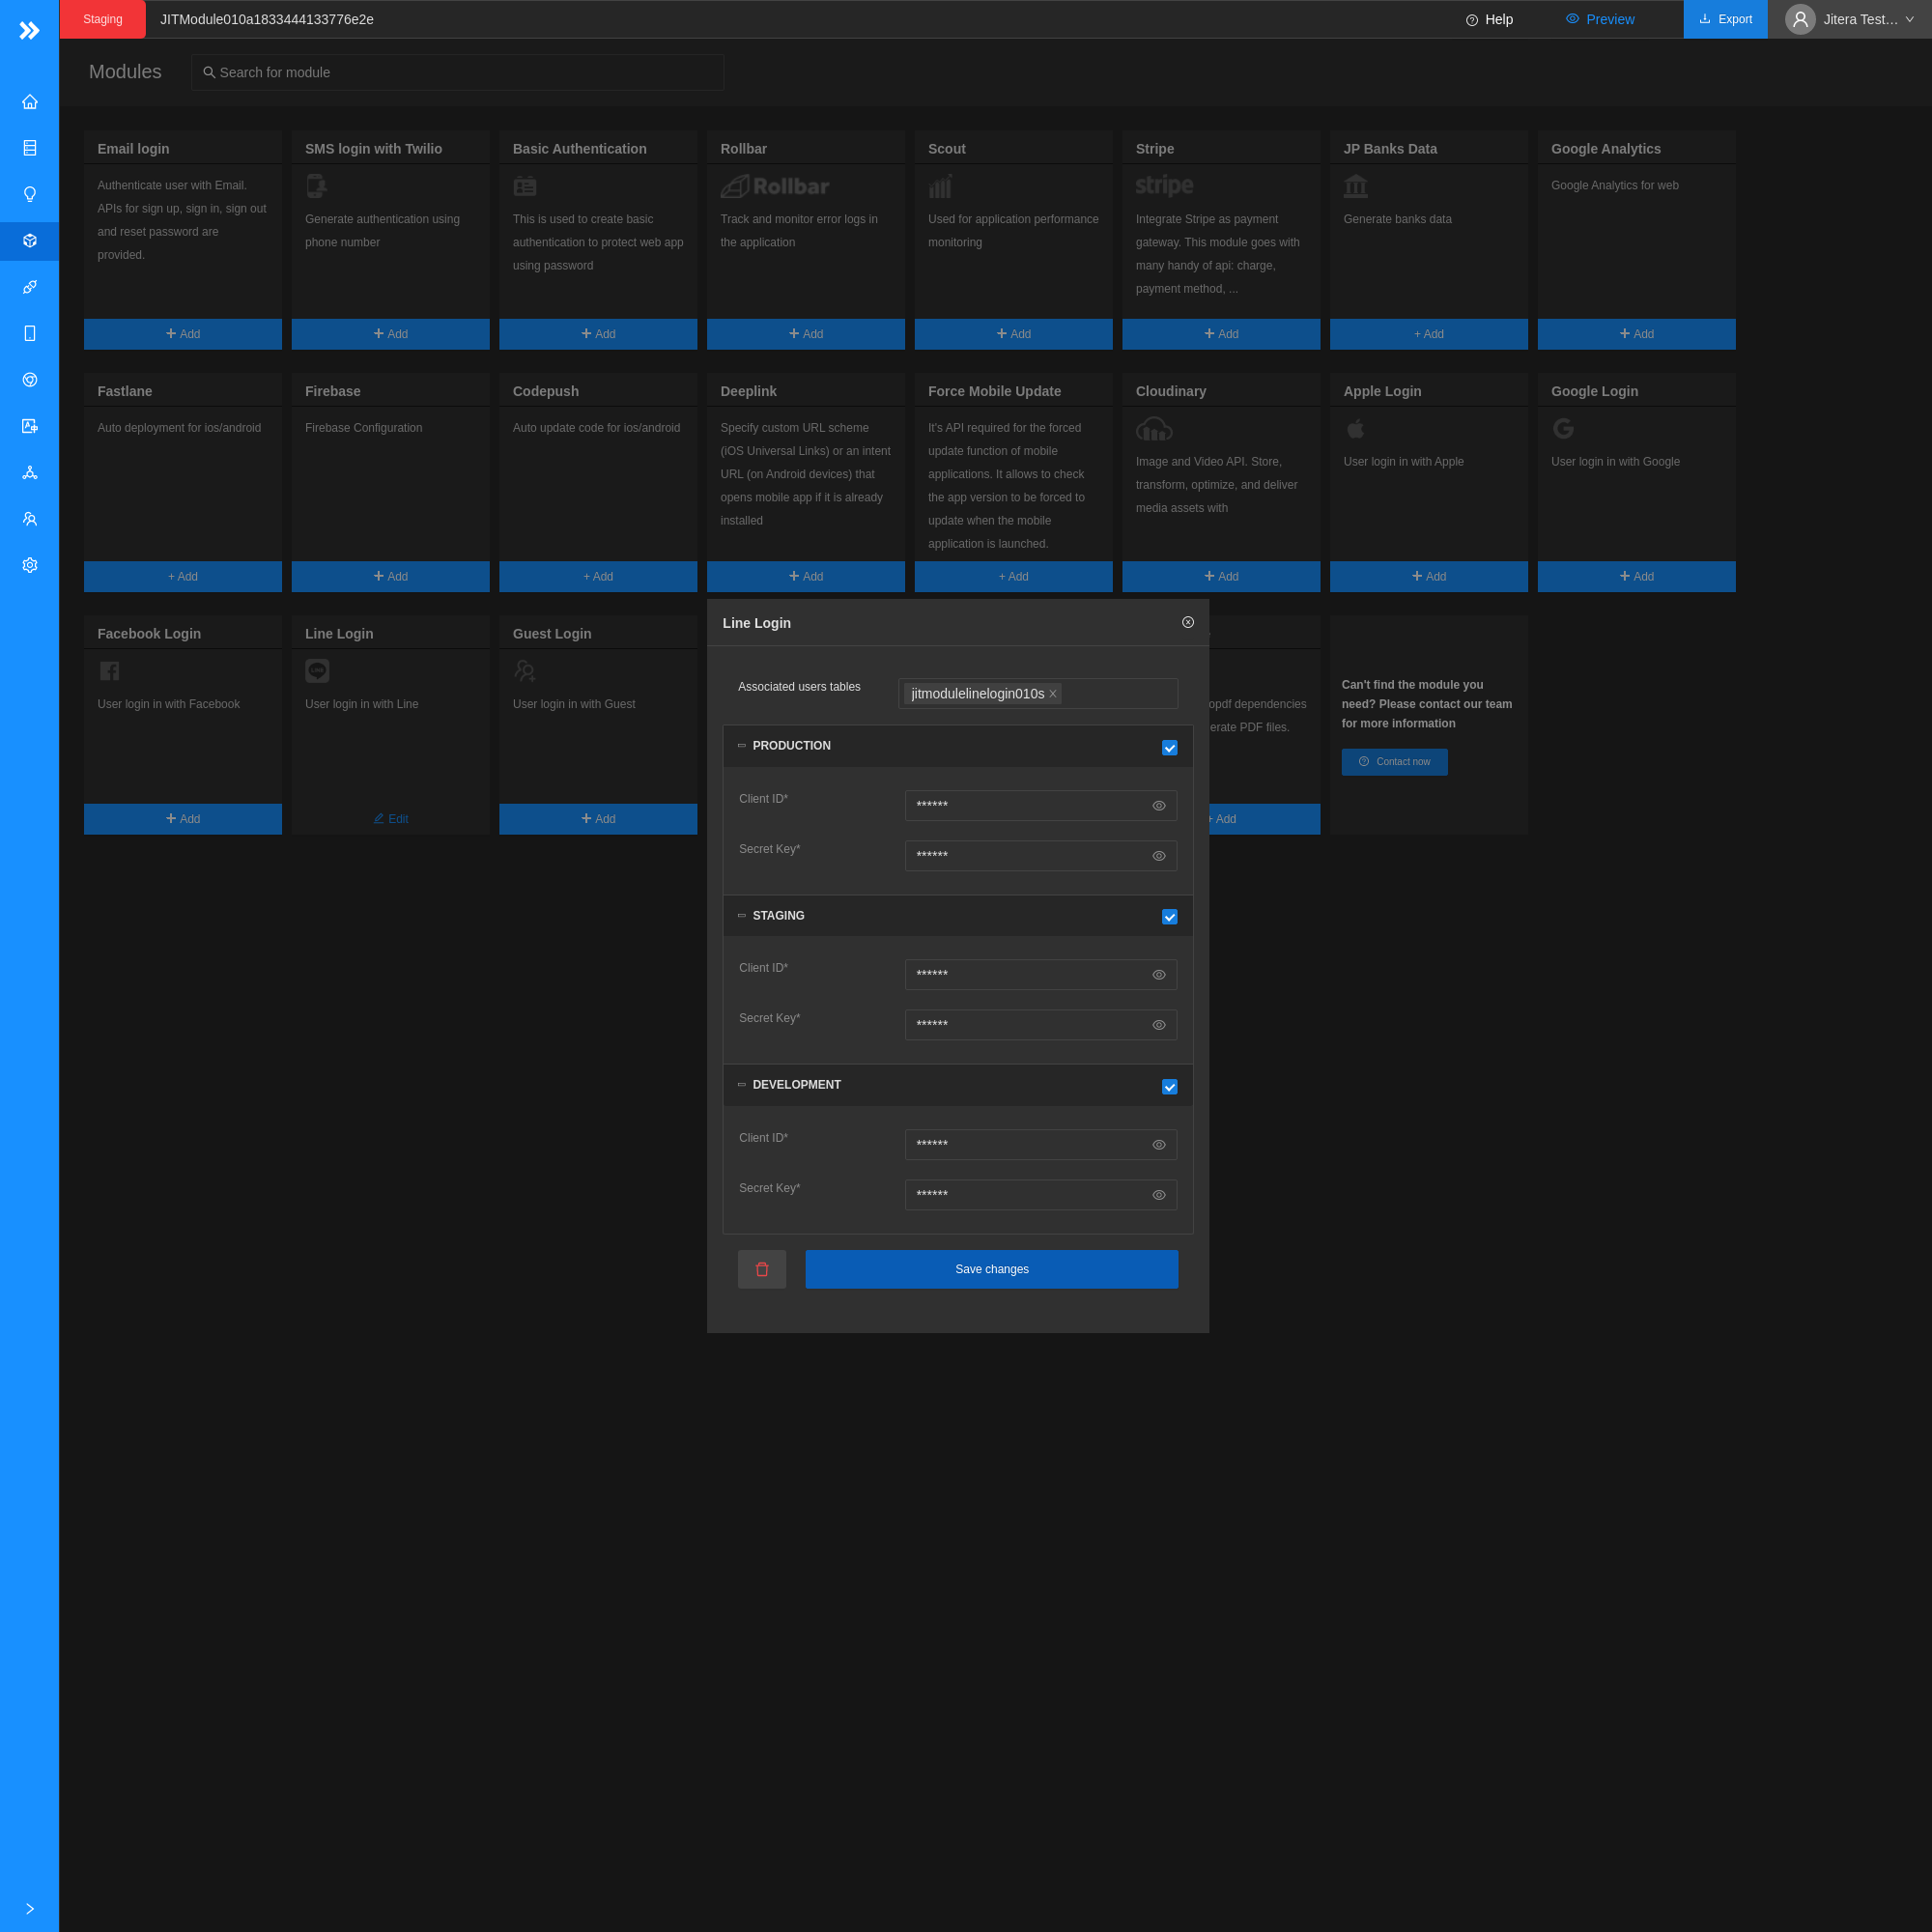 Staging
JITModule010a1833444133776e2e
Help
Preview
Export
Jitera Test…
Modules
Search for module
Email login
Authenticate user with Email.
APIs for sign up, sign in, sign out
and reset password are
provided.
Add
SMS login with Twilio
Generate authentication using
phone number
Add
Basic Authentication
This is used to create basic
authentication to protect web app
using password
Add
Rollbar
Rollbar
Track and monitor error logs in
the application
Add
Scout
Used for application performance
monitoring
Add
Stripe
stripe
Integrate Stripe as payment
gateway. This module goes with
many handy of api: charge,
payment method, ...
Add
JP Banks Data
Generate banks data
+ Add
Google Analytics
Google Analytics for web
Add
Fastlane
Auto deployment for ios/android
+ Add
Firebase
Firebase Configuration
Add
Codepush
Auto update code for ios/android
+ Add
Deeplink
Specify custom URL scheme
(iOS Universal Links) or an intent
URL (on Android devices) that
opens mobile app if it is already
installed
Add
Force Mobile Update
It's API required for the forced
update function of mobile
applications. It allows to check
the app version to be forced to
update when the mobile
application is launched.
+ Add
Cloudinary
Image and Video API. Store,
transform, optimize, and deliver
media assets with
Add
Apple Login
User login in with Apple
Add
Google Login
User login in with Google
Add
Facebook Login
User login in with Facebook
Add
Line Login
LINE
User login in with Line
Edit
Guest Login
User login in with Guest
Add
opdf dependencies
erate PDF files.
+ Add
Can't find the module you
need? Please contact our team
for more information
Contact now
Line Login
Associated users tables
jitmodulelinelogin010s
PRODUCTION
Client ID*
******
Secret Key*
******
STAGING
Client ID*
******
Secret Key*
******
DEVELOPMENT
Client ID*
******
Secret Key*
******
Save changes